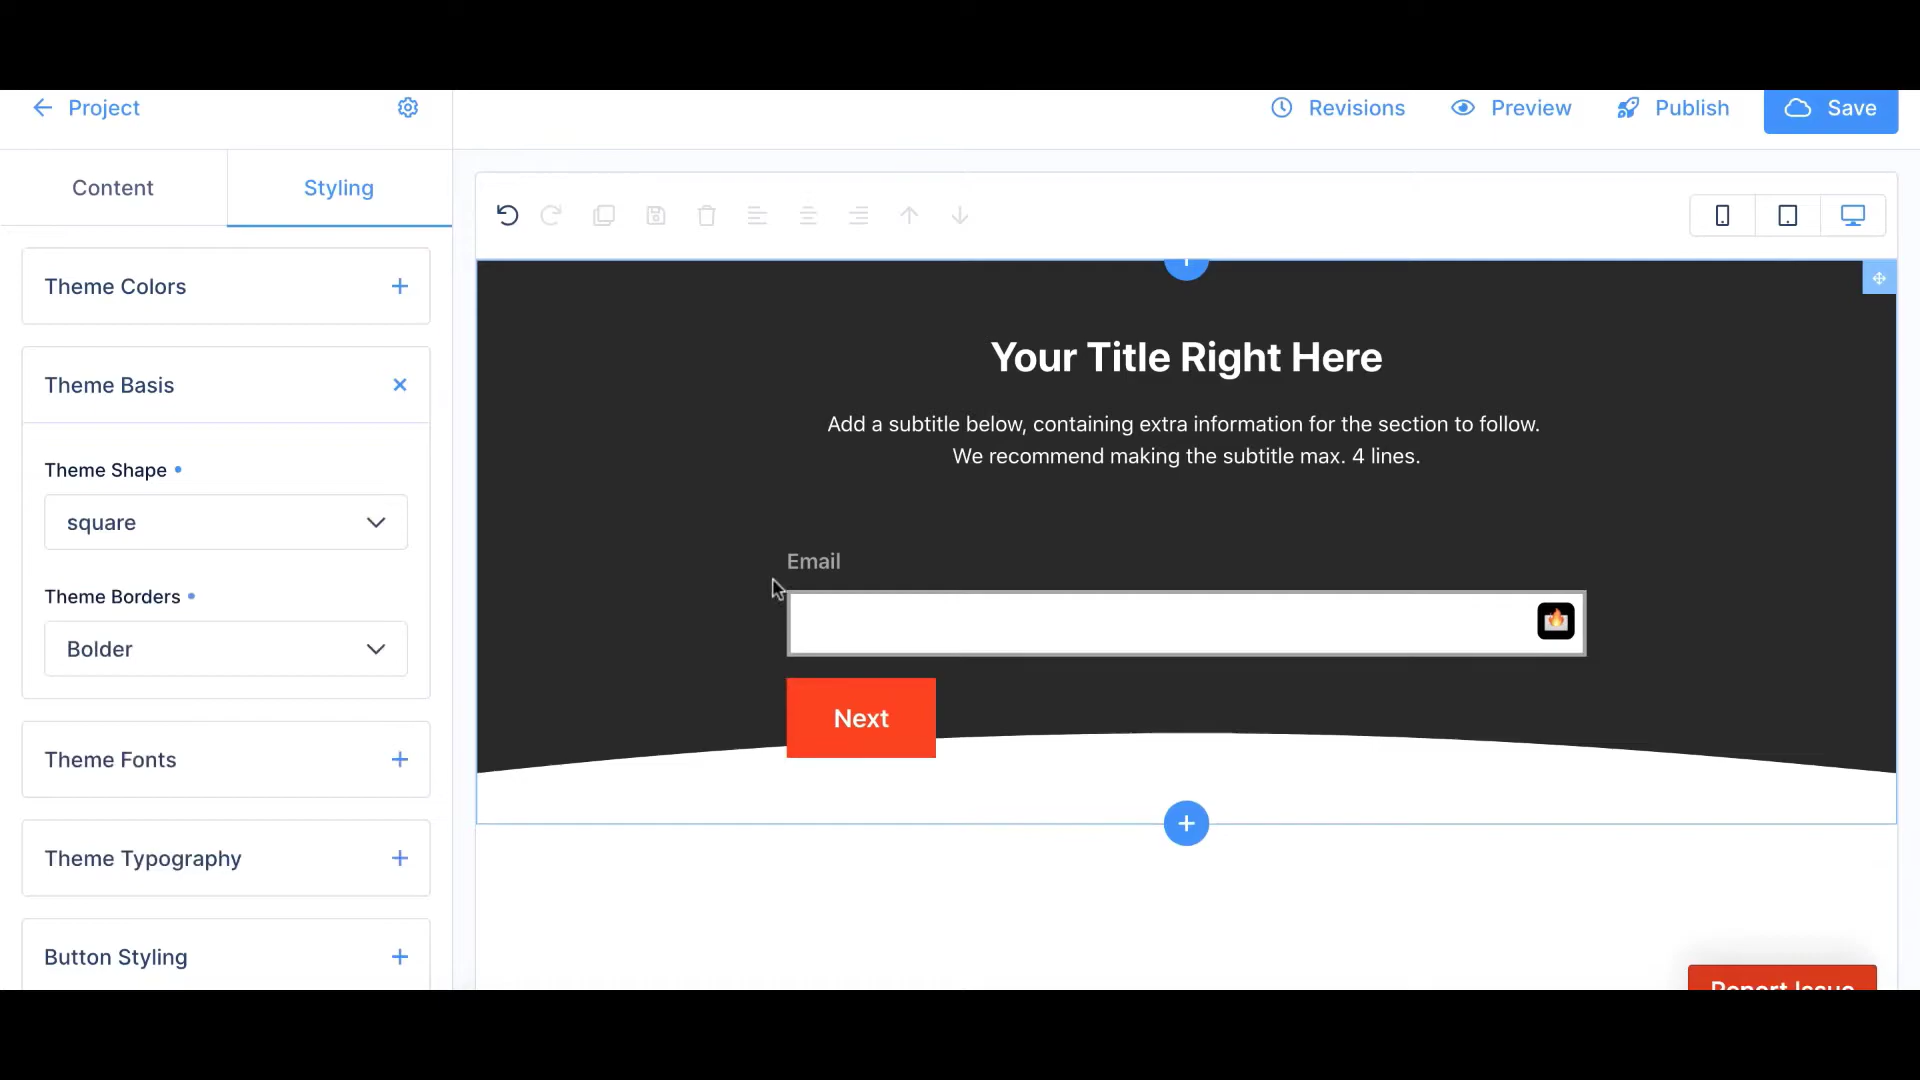 Project
Revisions
Preview
Publish
Save
Content
Styling
Theme Colors
Theme Basis
Theme Shape
square
Theme Borders
Bolder
Theme Fonts
Theme Typography
Button Styling
Your Title Right Here
Add a subtitle below, containing extra information for the section to follow.
We recommend making the subtitle max. 4 lines.
Email
Next
Report Issue